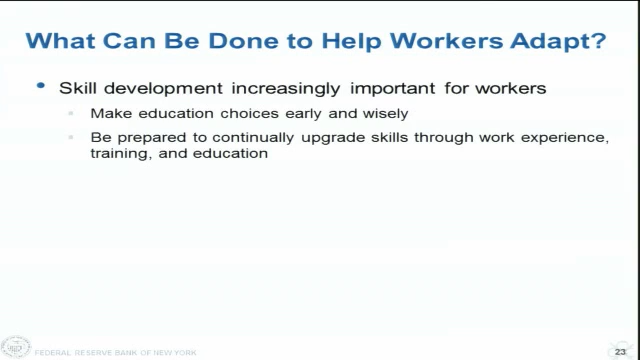 What Can Be Done to Help Workers Adapt?
Skill development increasingly important for workers
Make education choices early and wisely
Be prepared to continually upgrade skills through work experience,
training, and education
FEDERAL RESERVE BANK OF NEW YORK
23